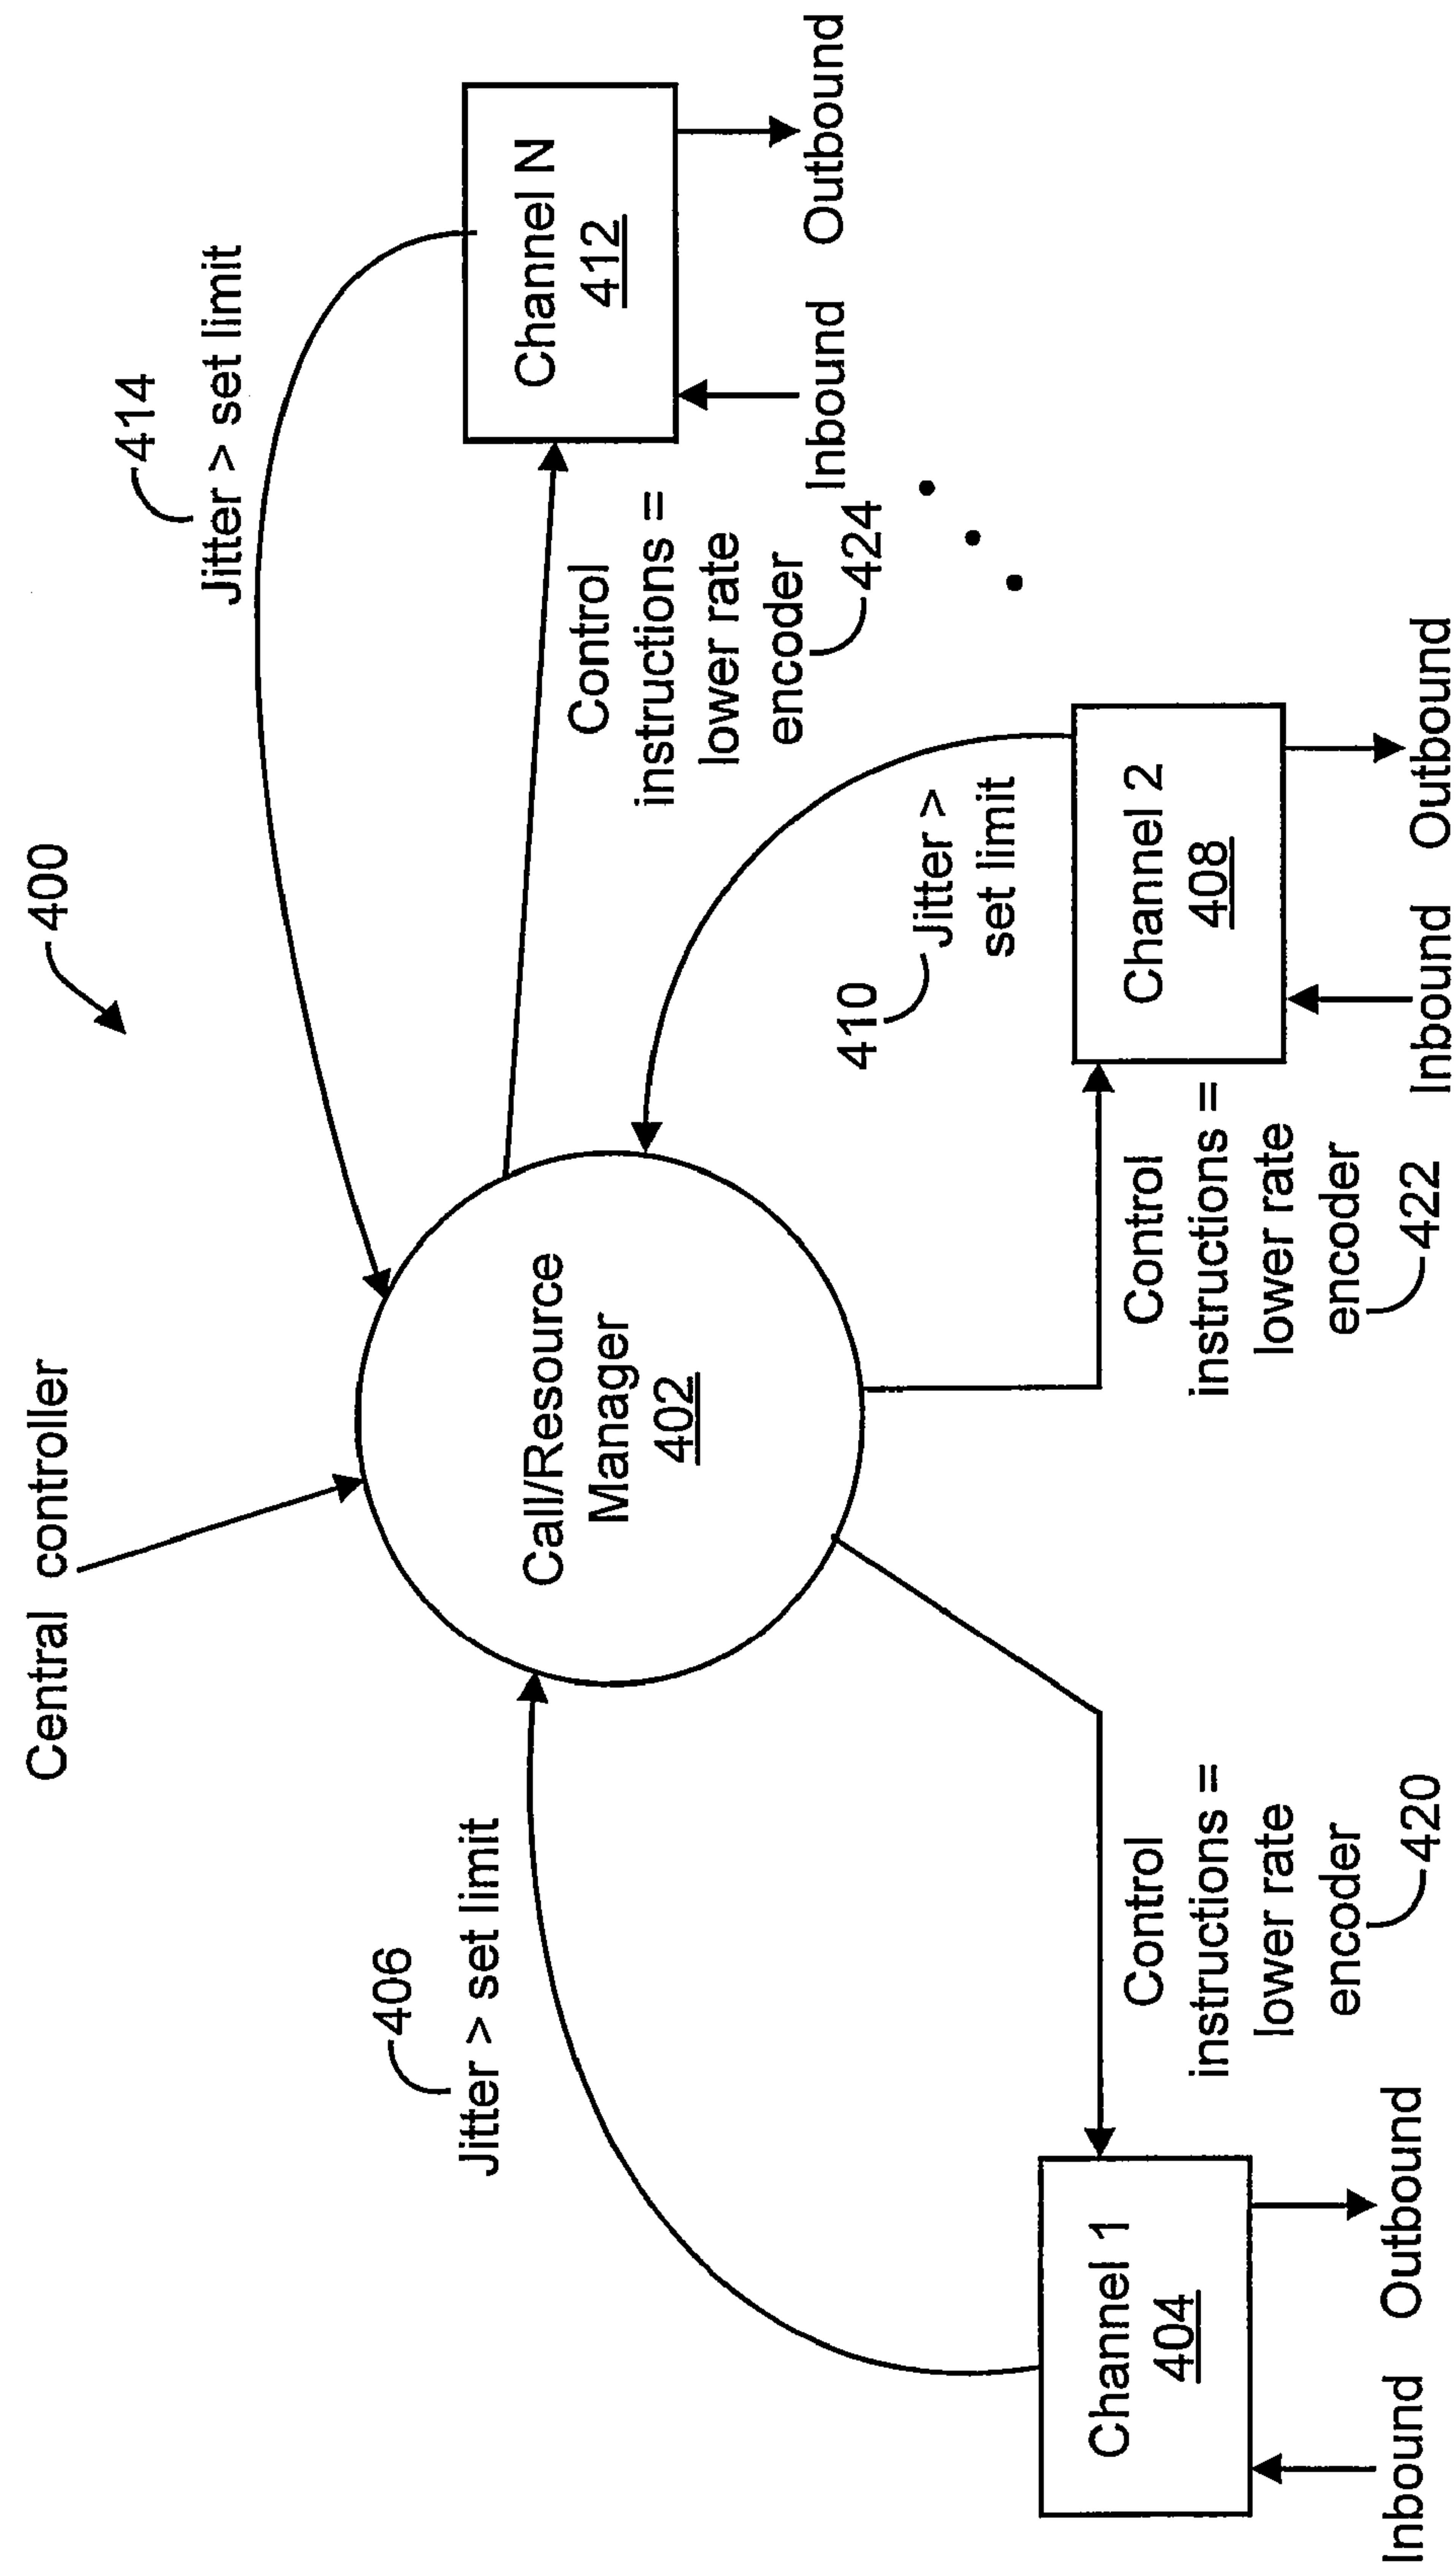 400
Central controller
414
Jitter > set limit
406
Jitter > set limit
Call/Resource
Manager
402
Channel N
412
Inbound
Outbound
Control
instructions =
lower rate
encoder
424
410
Jitter >
set limit
Channel 1
404
Inbound
Outbound
Control
instructions =
lower rate
encoder
420
Control
instructions =
lower rate
encoder
422
Channel 2
408
Inbound
Outbound